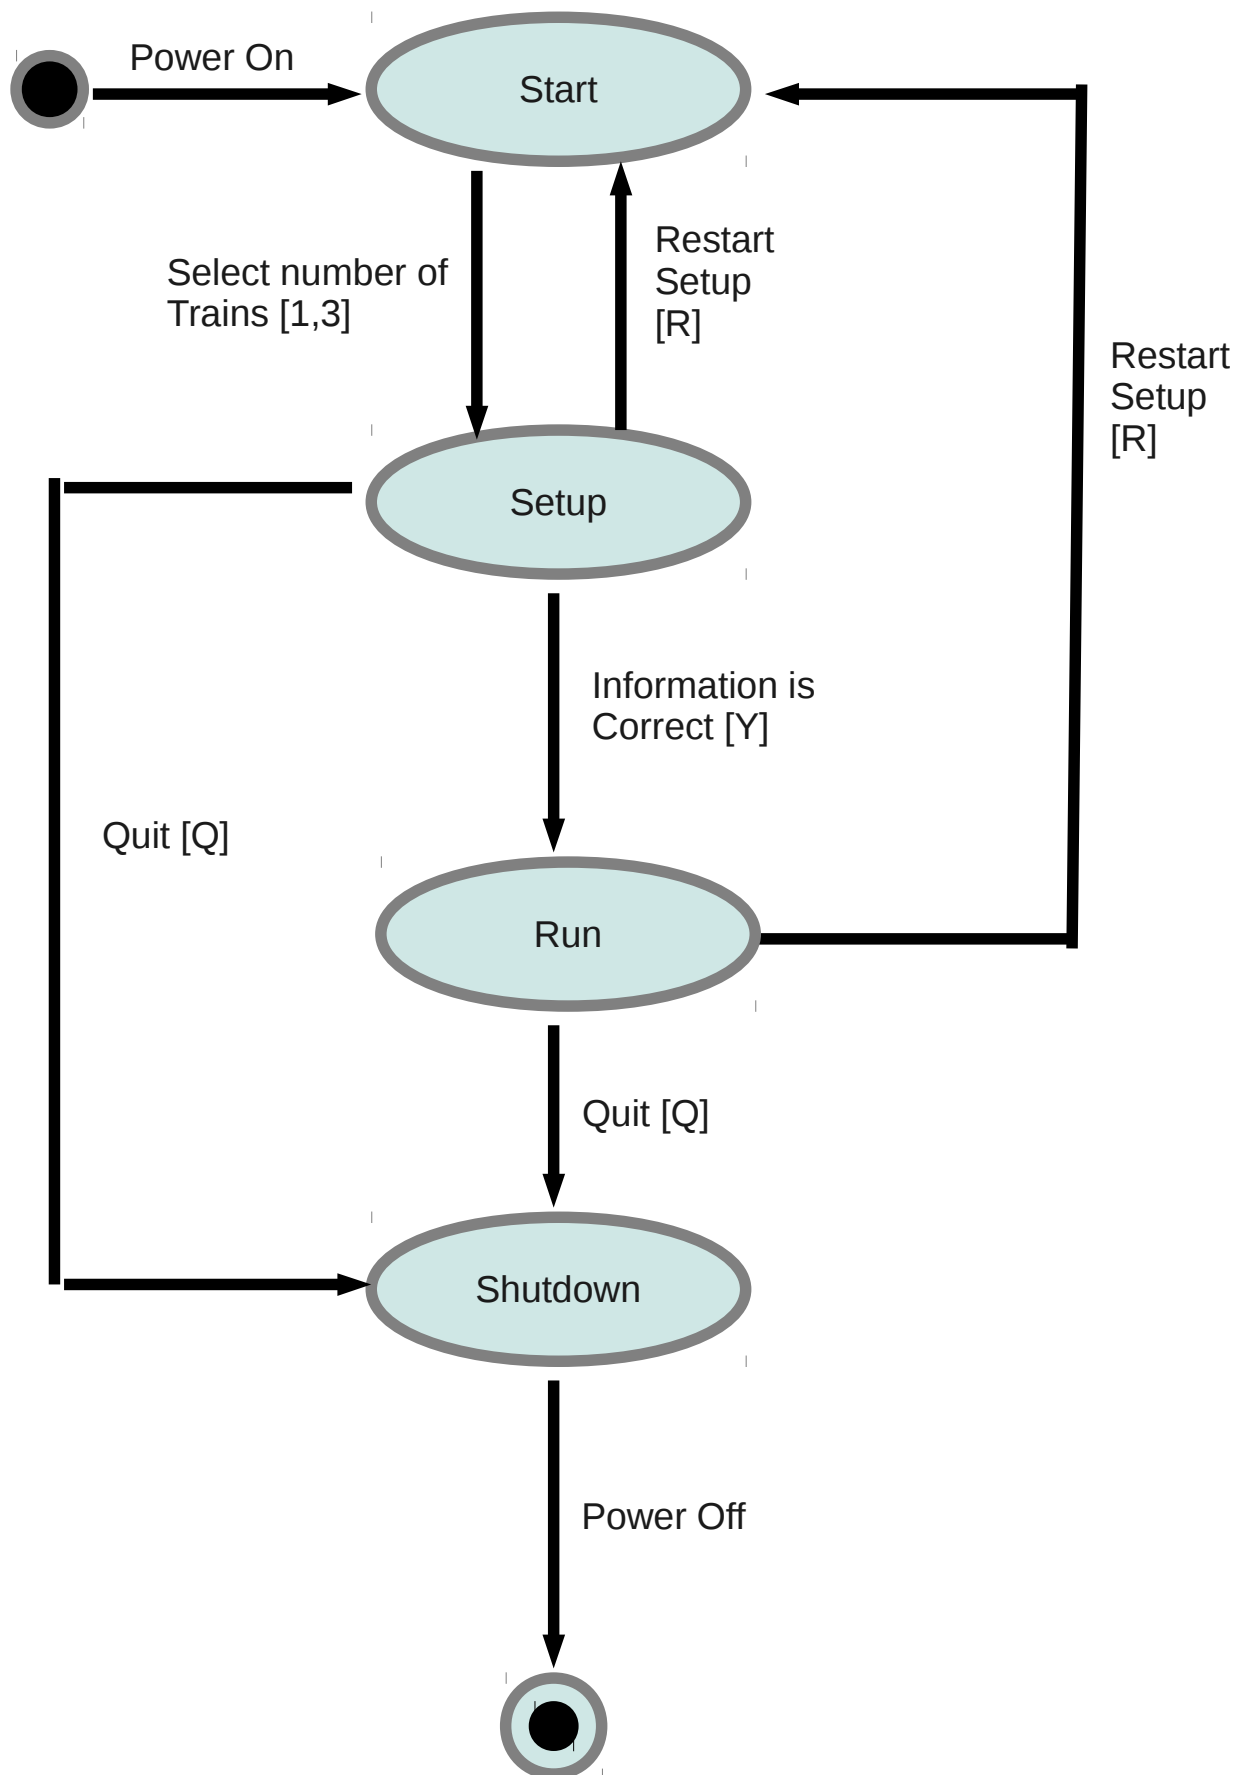 Power On
Start
Select number of
Trains [1,3]
Restart
Setup
[R]
Restart
Setup
[R]
Setup
Information is
Correct [Y]
Quit [Q]
Run
Quit [Q]
Shutdown
Power Off